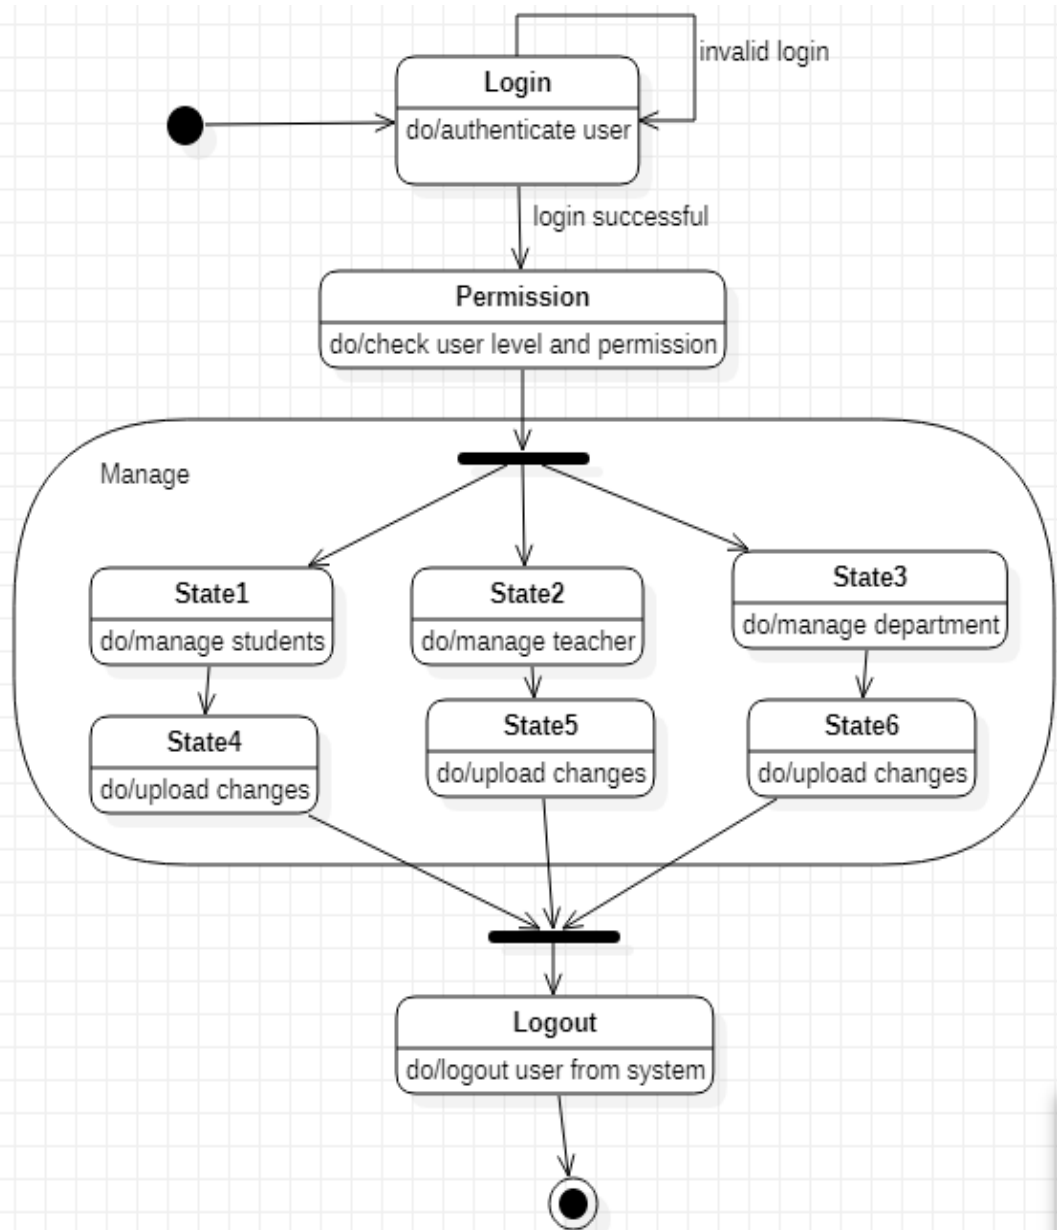 invalid login
Login
do/authenticate user
login successful
Permission
do/check user level and permission
Manage
State1
do/manage students
State2
do/manage teacher
State3
do/manage department
State4
do/upload changes
State5
do/upload changes
State6
do/upload changes
Logout
do/logout user from system